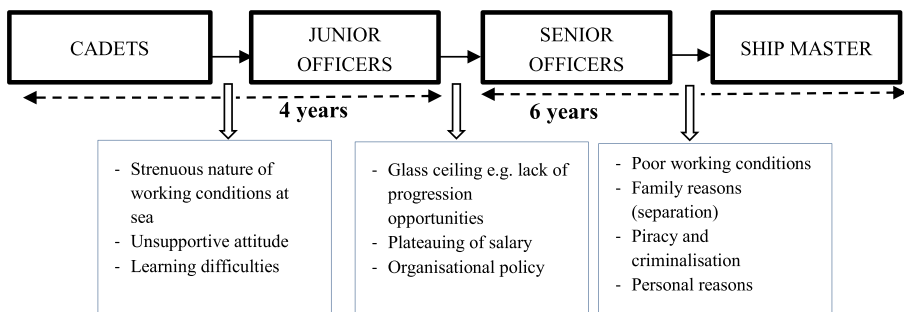 CADETS
JUNIOR
OFFICERS
SENIOR
OFFICERS
SHIP MASTER
4 years
6 years
- Strenuous nature of
working conditions at
sea
- Unsupportive attitude
- Learning difficulties
- Glass ceiling e.g. lack of
progression
opportunities
- Plateauing of salary
- Organisational policy
- Poor working conditions
- Family reasons
(separation)
- Piracy and
criminalisation
- Personal reasons